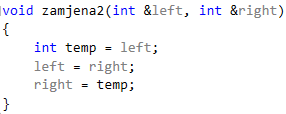 void zamjena2(int &left, int &right)
{
    int temp = left;
    left = right;
    right = temp;
}